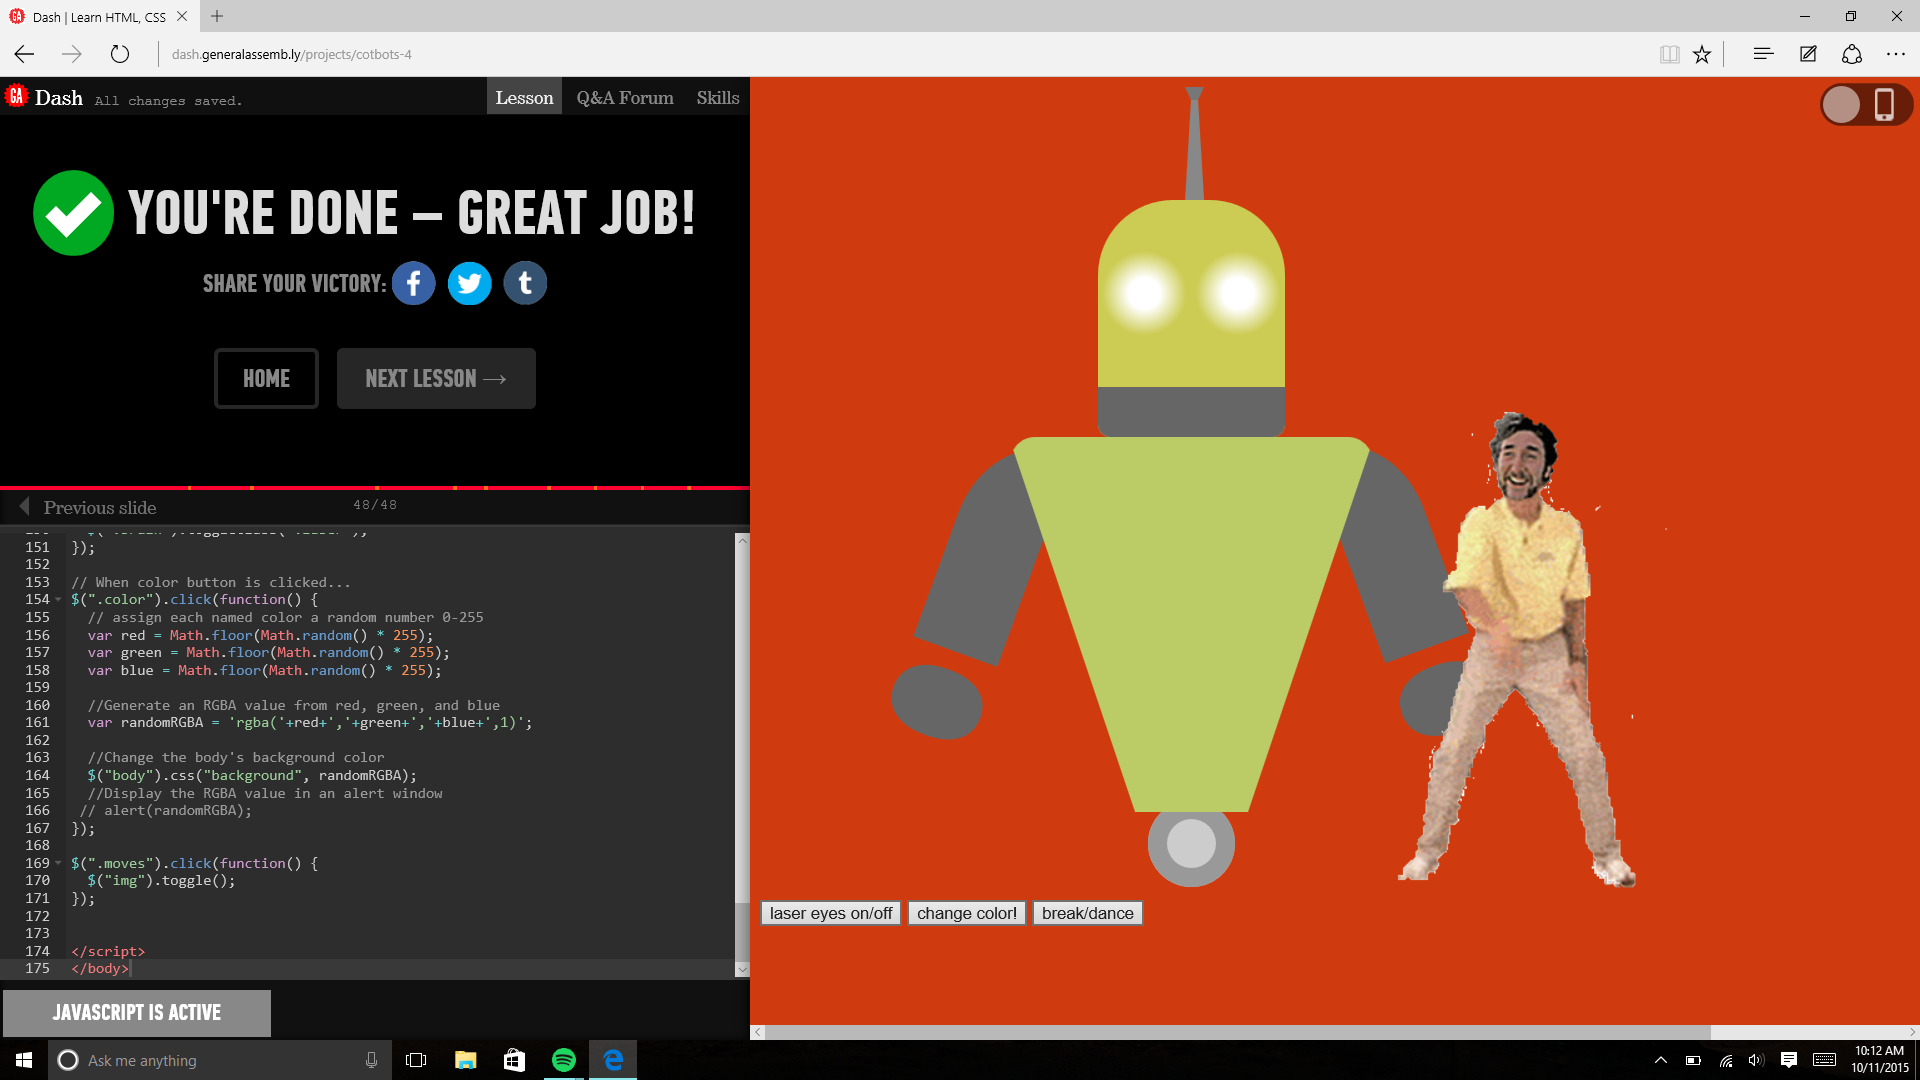 Dash | Learn HTML, CSS
dash.generalassemb.ly/projects/cotbots-4
GA Dash All changes saved. Lesson Q&A Forum Skills
YOU'RE DONE – GREAT JOB!
SHARE YOUR VICTORY:
HOME NEXT LESSON →
Previous slide 48/48
151 });
152
153 // When color button is clicked...
154 $(".color").click(function() {
155 // assign each named color a random number 0-255
156 var red = Math.floor(Math.random() * 255);
157 var green = Math.floor(Math.random() * 255);
158 var blue = Math.floor(Math.random() * 255);
159
160 //Generate an RGBA value from red, green, and blue
161 var randomRGBA = 'rgba('+red+','+green+','+blue+',1)';
162
163 //Change the body's background color
164 $("body").css("background", randomRGBA);
165 //Display the RGBA value in an alert window
166 // alert(randomRGBA);
167 });
168
169 $(".moves").click(function() {
170 $("img").toggle();
171 });
172
173
174 </script>
175 </body>
JAVASCRIPT IS ACTIVE
laser eyes on/off change color! break/dance
Ask me anything
10:12 AM
10/11/2015